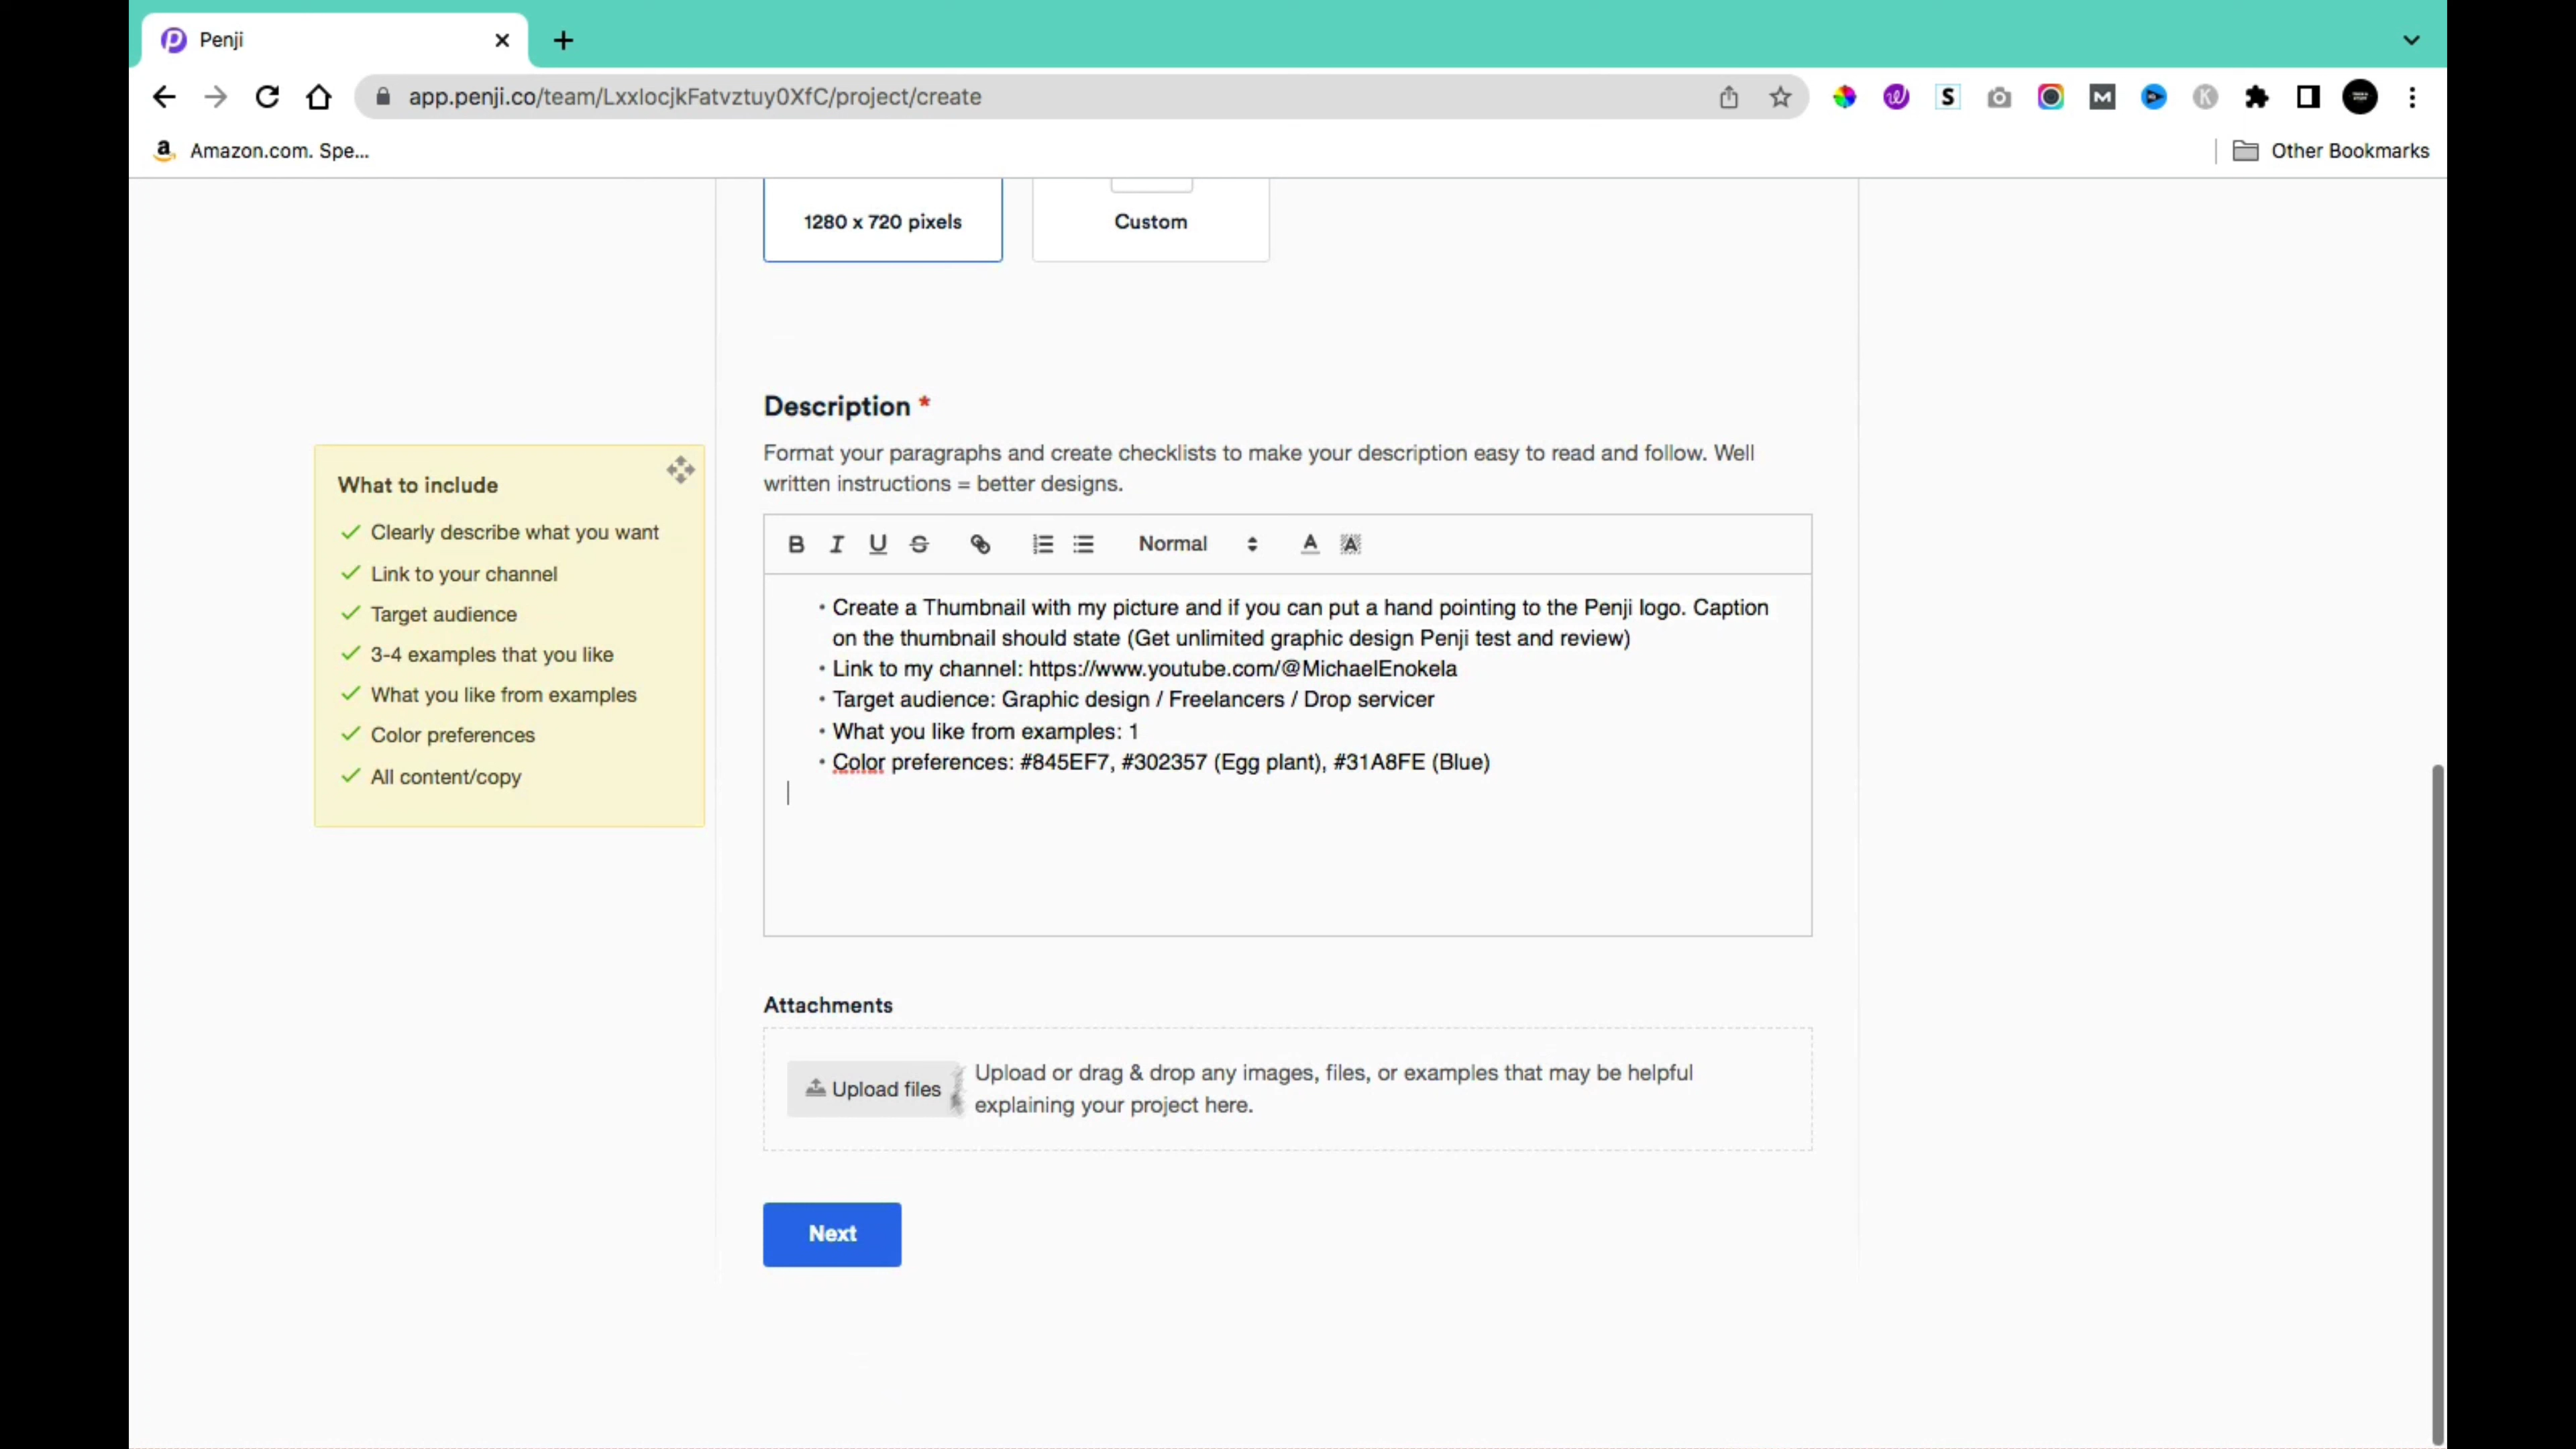 Penji
app.penji.co/team/LxxIocjkFatvztuy0XfC/project/create
Amazon.com. Spe...
Other Bookmarks
1280 x 720 pixels
Custom
Description *
Format your paragraphs and create checklists to make your description easy to read and follow. Well
written instructions = better designs.
What to include
Clearly describe what you want
Link to your channel
Target audience
3-4 examples that you like
What you like from examples
Color preferences
All content/copy
Normal
• Create a Thumbnail with my picture and if you can put a hand pointing to the Penji logo. Caption
on the thumbnail should state (Get unlimited graphic design Penji test and review)
• Link to my channel: https://www.youtube.com/@MichaelEnokela
• Target audience: Graphic design / Freelancers / Drop servicer
• What you like from examples: 1
• Color preferences: #845EF7, #302357 (Egg plant), #31A8FE (Blue)
Attachments
Upload files
Upload or drag & drop any images, files, or examples that may be helpful
explaining your project here.
Next